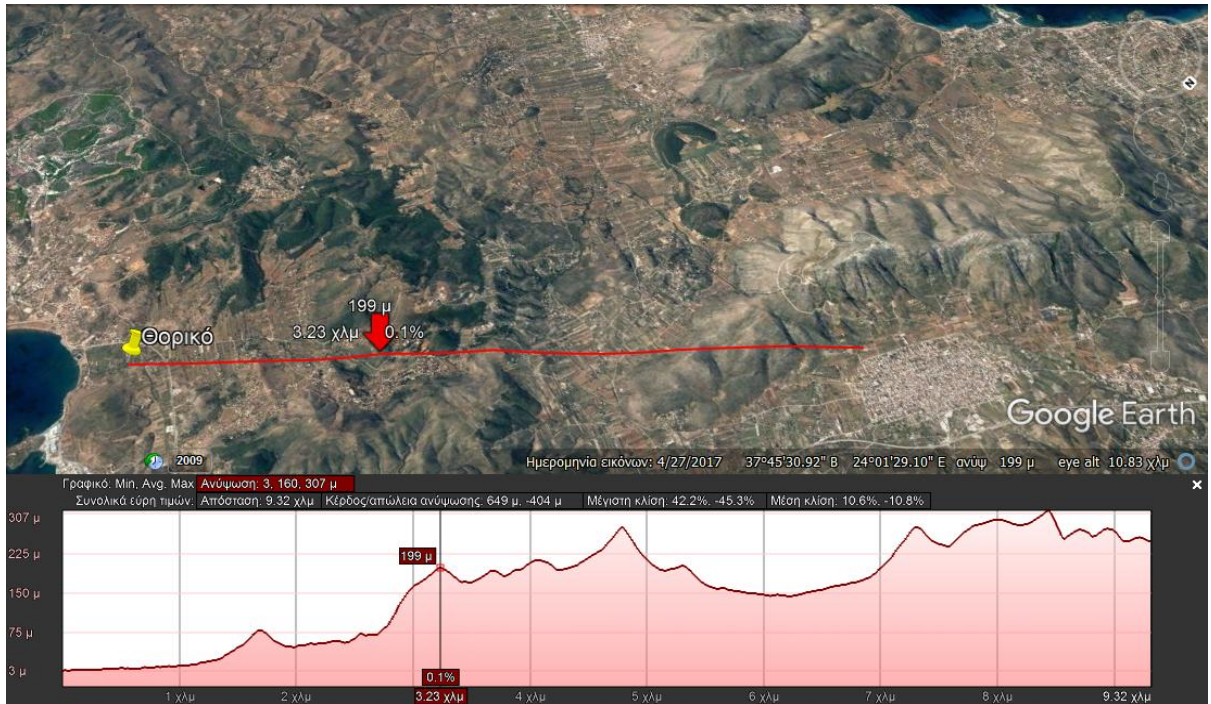 199 μ
3.23 χλμ 0.1%
Θορικό
N
Google Earth
2009
Ημερομηνία εικόνων: 4/27/2017 37°45'30.92" Β 24°01'29.10" Ε ανύψ 199 μ eye alt 10.83 χλμ
Γραφικό: Min, Avg. Max Ανύψωση: 3, 160, 307 μ
Συνολικά εύρη τιμών: Απόσταση: 9.32 χλμ Κέρδος/απώλεια ανύψωσης: 649 μ. -404 μ Μέγιστη κλίση: 42.2%. -45.3% Μέση κλίση: 10.6%. -10.8%
307 μ
225 μ
199 μ
150 μ
75 μ
3 μ
0.1%
1 χλμ 2 χλμ 3.23 χλμ 4 χλμ 5 χλμ 6 χλμ 7 χλμ 8 χλμ 9.32 χλμ